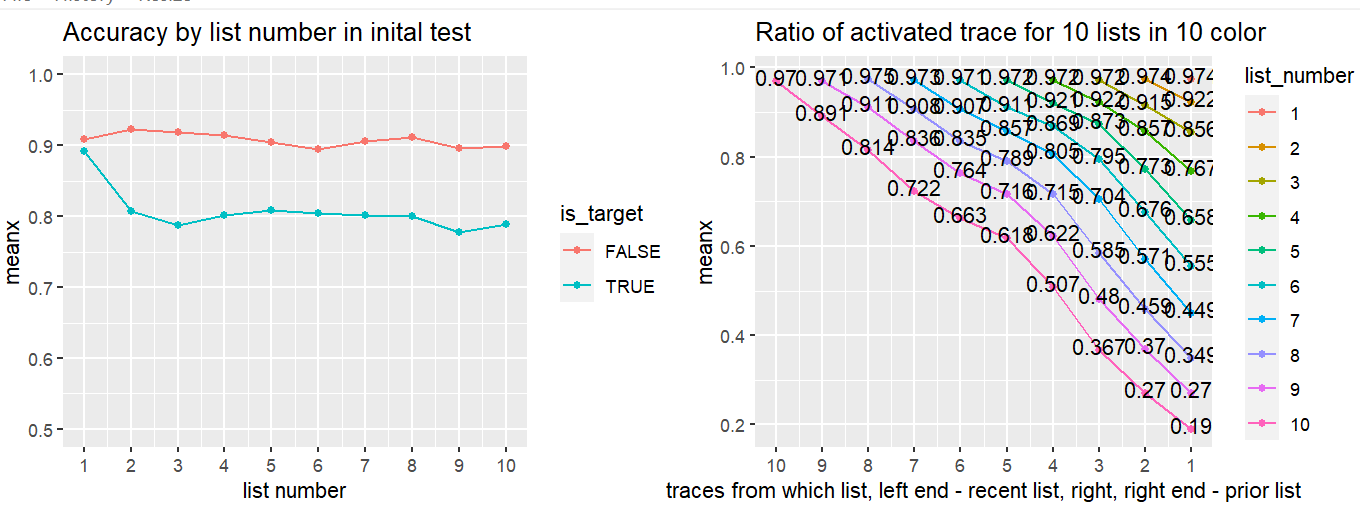 Accuracy by list number in inital test
1.0
0.9
0.8
0.7
0.6
0.5
meanx
1 2 3 4 5 6 7 8 9 10
list number
is_target
FALSE
TRUE
Ratio of activated trace for 10 lists in 10 color
1.0
0.8
0.6
0.4
0.2
meanx
0.97 0.971 0.975 0.973 0.971 0.972 0.972 0.972 0.974 0.974
0.891 0.911 0.908 0.907 0.911 0.921 0.922 0.915 0.922
0.814 0.836 0.835 0.857 0.869 0.873 0.857 0.856
0.722 0.764 0.789 0.805 0.795 0.773 0.767
0.663 0.716 0.715 0.704 0.676 0.658
0.618 0.622 0.585 0.571 0.555
0.507 0.48 0.459 0.449
0.367 0.37 0.349
0.27 0.27
0.19
10 9 8 7 6 5 4 3 2 1
traces from which list, left end - recent list, right, right end - prior list
list_number
1
2
3
4
5
6
7
8
9
10